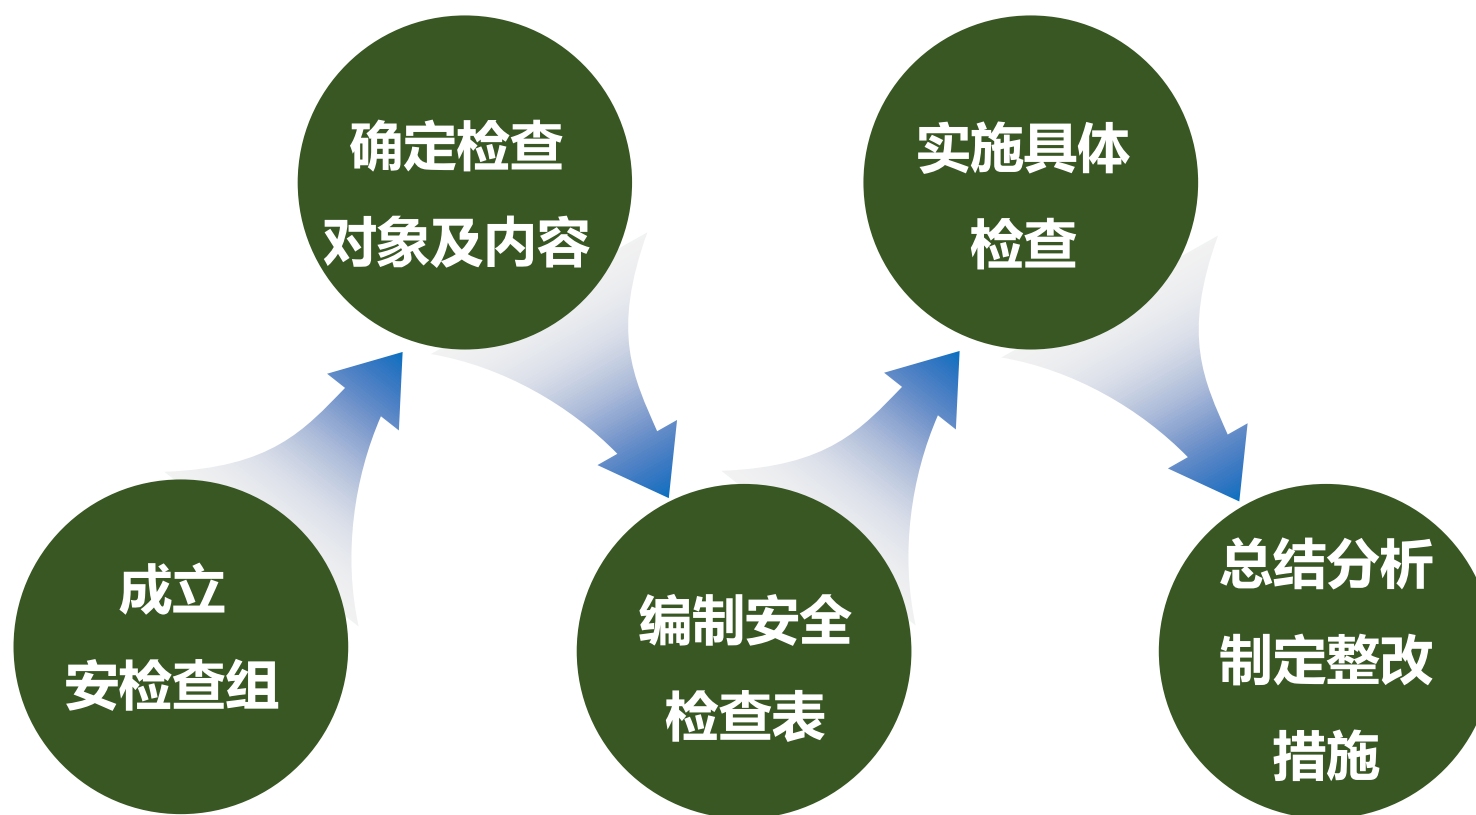 成立
安检查组
确定检查
对象及内容
编制安全
检查表
实施具体
检查
总结分析
制定整改
措施